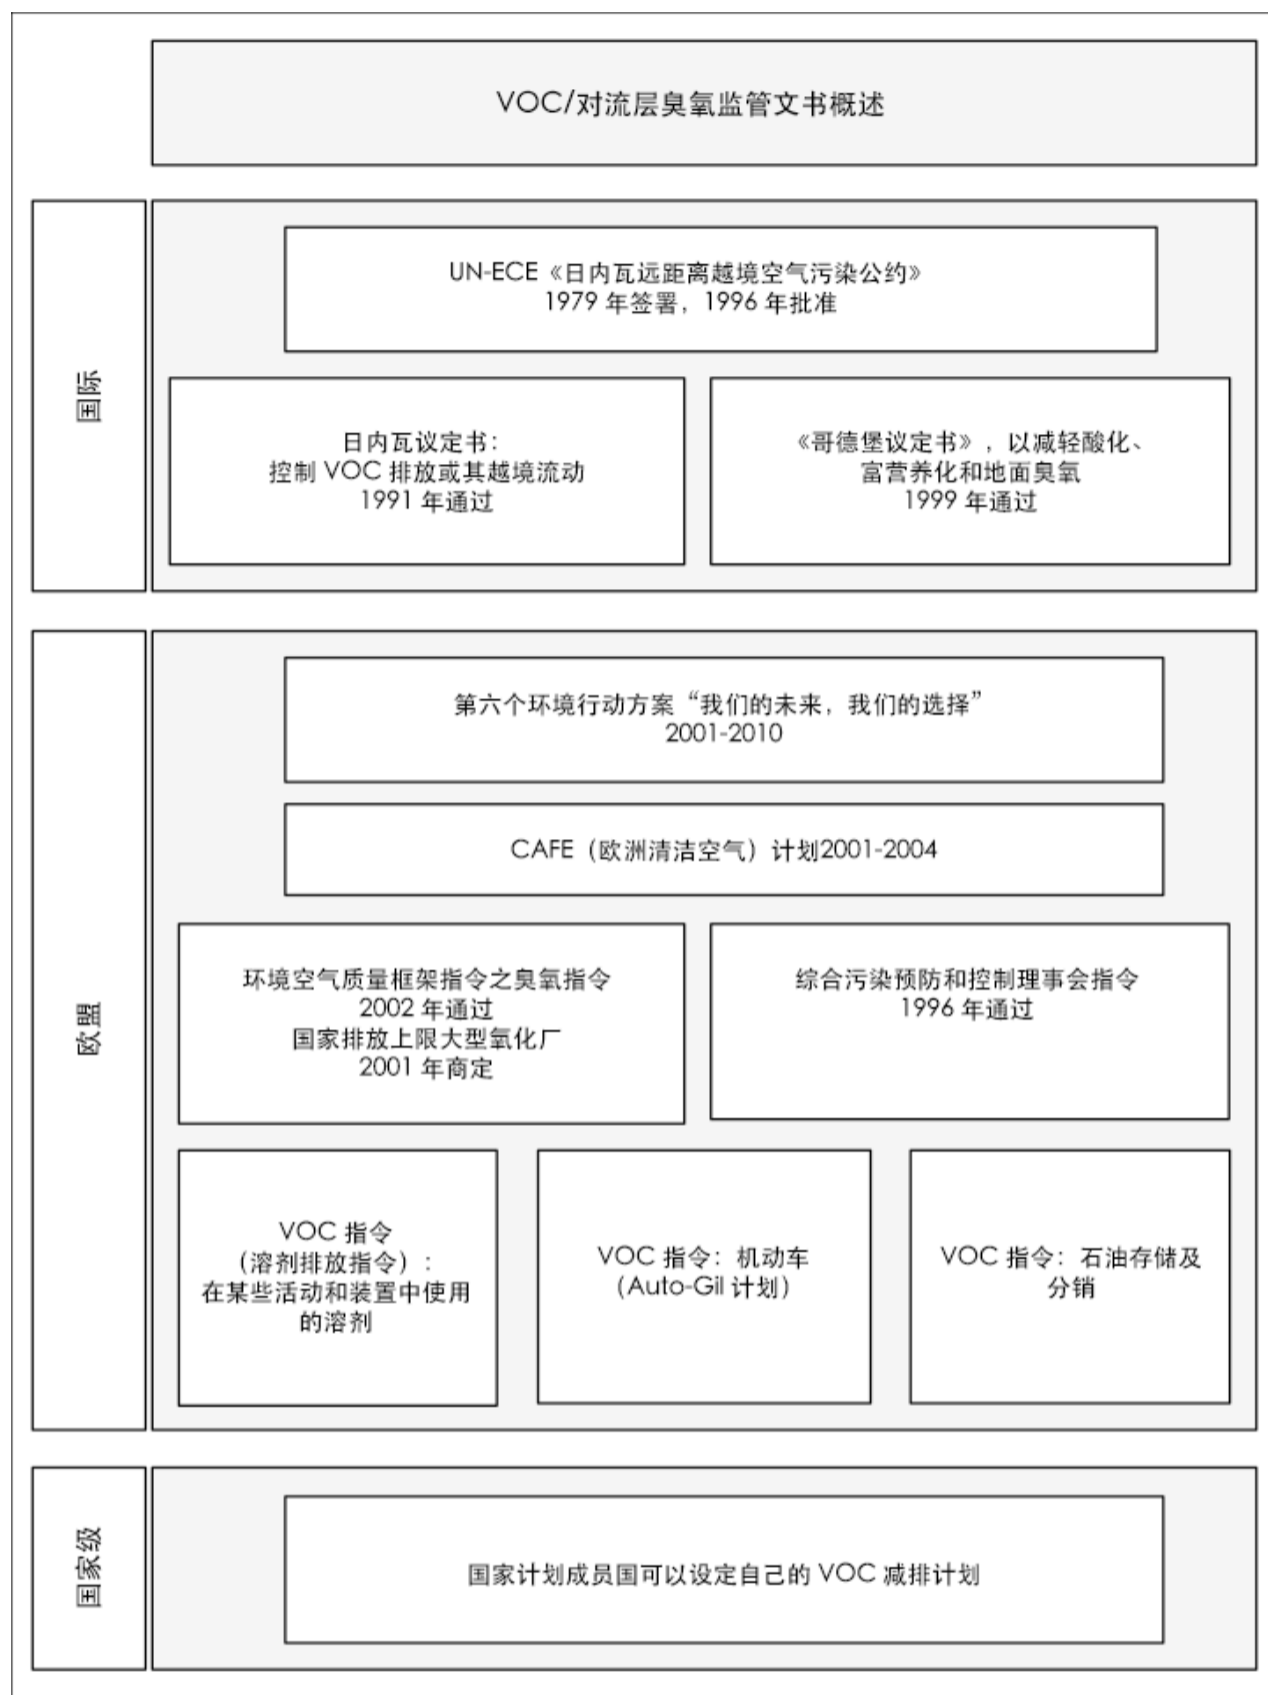 VOC/对流层臭氧监管文书概述
国际
UN-ECE《日内瓦远距离越境空气污染公约》
1979 年签署，1996 年批准
日内瓦议定书：
控制 VOC 排放或其越境流动
1991 年通过
《哥德堡议定书》，以减轻酸化、
富营养化和地面臭氧
1999 年通过
欧盟
第六个环境行动方案“我们的未来，我们的选择”
2001-2010
CAFE（欧洲清洁空气）计划2001-2004
环境空气质量框架指令之臭氧指令
2002 年通过
国家排放上限大型氧化厂
2001 年商定
综合污染预防和控制理事会指令
1996 年通过
VOC 指令
（溶剂排放指令）：
在某些活动和装置中使用
的溶剂
VOC 指令：机动车
（Auto-Gil 计划）
VOC 指令：石油存储及
分销
国家级
国家计划成员国可以设定自己的 VOC 减排计划